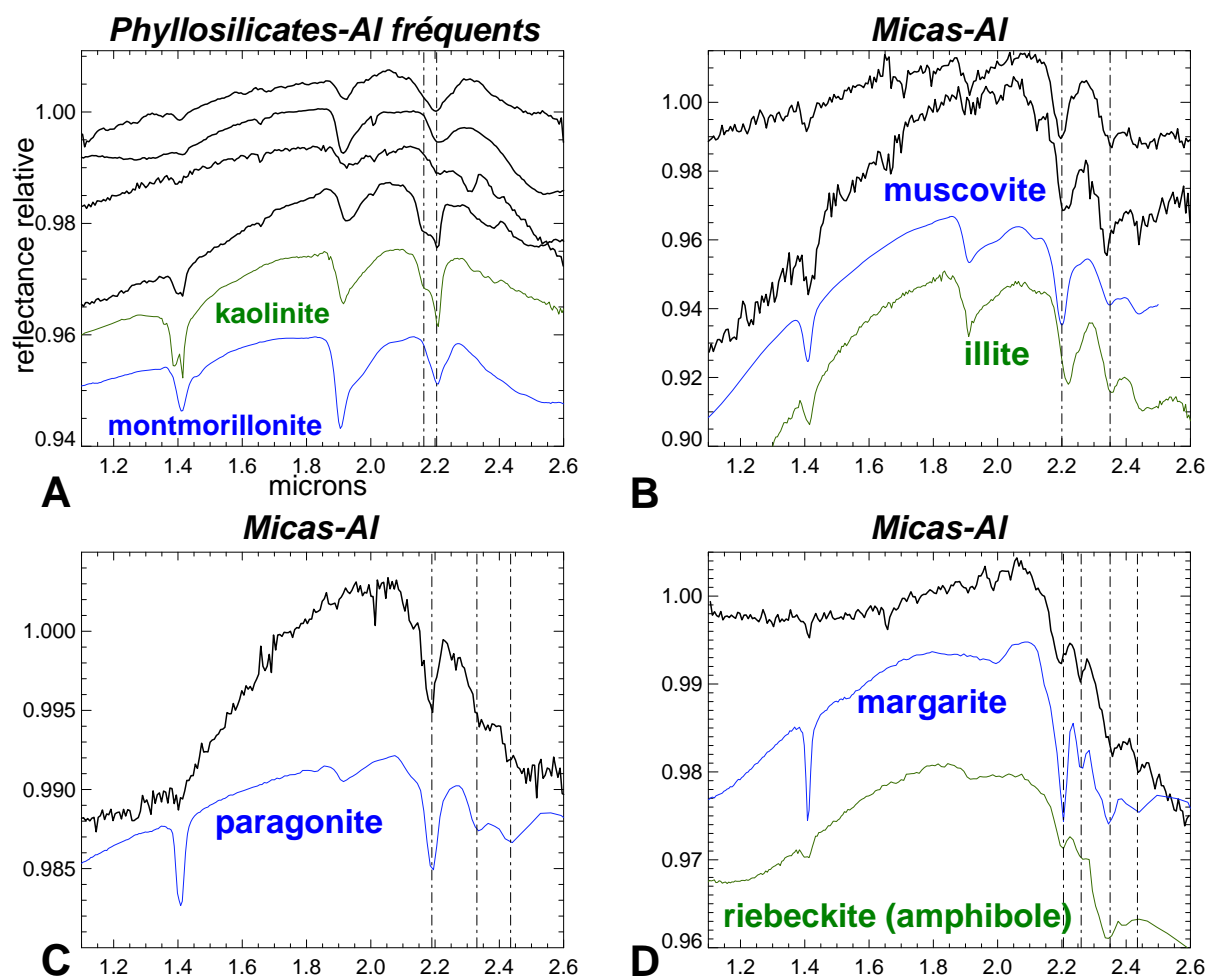 Phyllosilicates-Al fréquents
reflectance relative
1.00
0.98
0.96
0.94
kaolinite
montmorillonite
1.2 1.4 1.6 1.8 2.0 2.2 2.4 2.6
microns
A
Micas-Al
1.00
0.98
0.96
0.94
0.92
0.90
muscovite
illite
1.2 1.4 1.6 1.8 2.0 2.2 2.4 2.6
B
Micas-Al
1.000
0.995
0.990
0.985
0.980
paragonite
1.2 1.4 1.6 1.8 2.0 2.2 2.4 2.6
C
Micas-Al
1.00
0.99
0.98
0.97
0.96
margarite
riebeckite (amphibole)
1.2 1.4 1.6 1.8 2.0 2.2 2.4 2.6
D